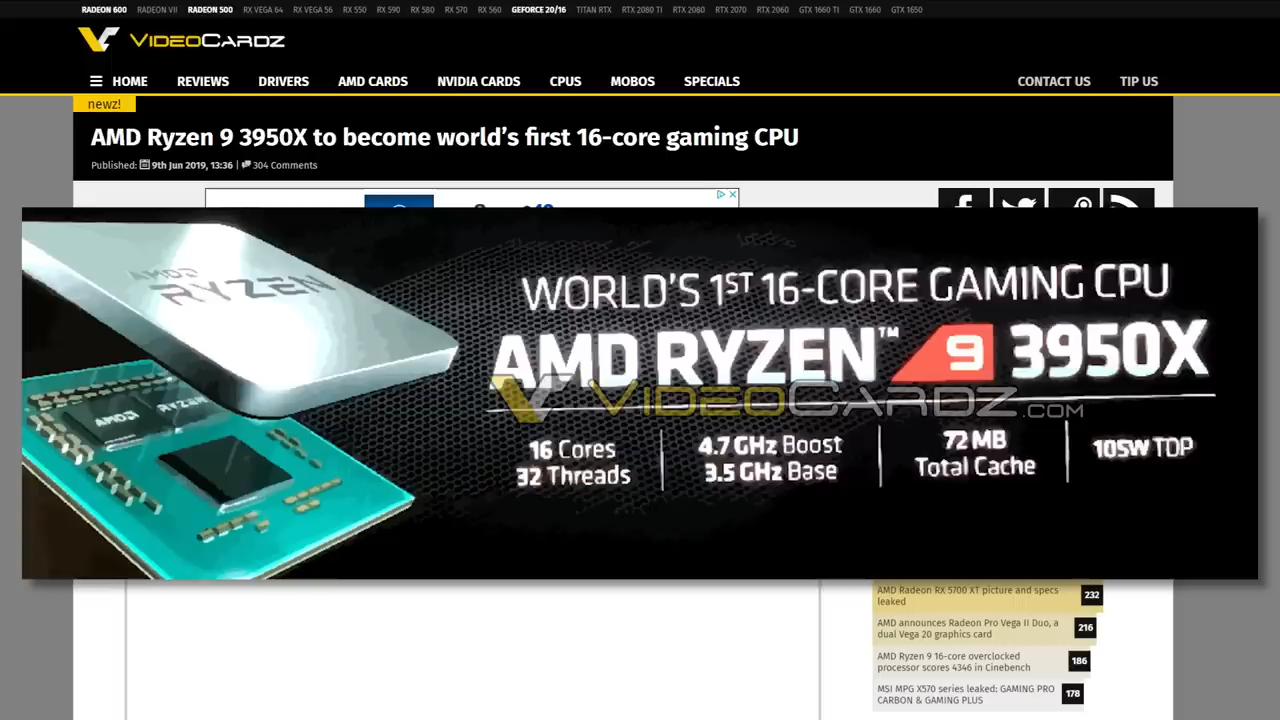 RADEON 600 RADEON VII RADEON 500 RX VEGA 64 RX VEGA 56 RX 550 RX 590 RX 580 RX 570 RX 560 GEFORCE 20/16 TITAN RTX RTX 2080 TI RTX 2080 RTX 2070 RTX 2060 GTX 1660 TI GTX 1660 GTX 1650
VIDEOCARDZ
HOME REVIEWS DRIVERS AMD CARDS NVIDIA CARDS CPUS MOBOS SPECIALS CONTACT US TIP US
newz!
AMD Ryzen 9 3950X to become world's first 16-core gaming CPU
Published: 9th Jun 2019, 13:36 | 304 Comments
AMD
RYZEN
WORLD'S 1ST 16-CORE GAMING CPU
AMD RYZEN™ 9 3950X
VIDEOCARDZ.COM
AMD RYZEN
16 Cores
32 Threads
4.7 GHz Boost
3.5 GHz Base
72 MB
Total Cache
105W TDP
AMD Radeon RX 5700 XT picture and specs
leaked
232
AMD announces Radeon Pro Vega II Duo, a
dual Vega 20 graphics card
216
AMD Ryzen 9 16-core overclocked
processor scores 4346 in Cinebench
186
MSI MPG X570 series leaked: GAMING PRO
CARBON & GAMING PLUS
178